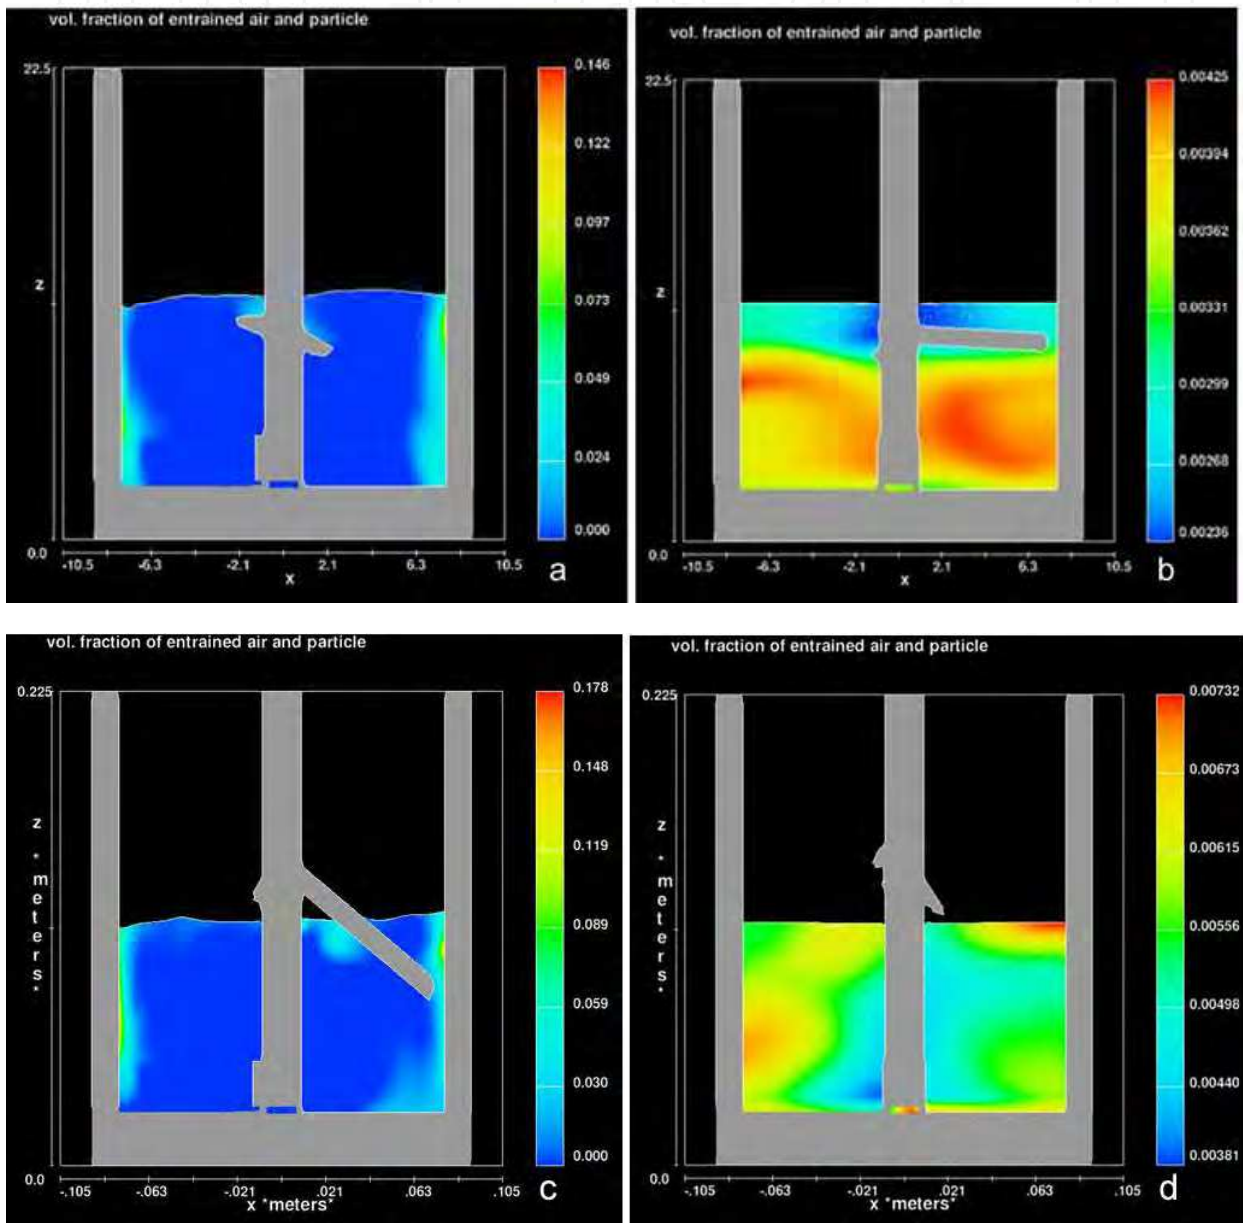 vol. fraction of entrained air and particle
22.5
z
0.0
-10.5 -6.3 -2.1 2.1 6.3 10.5
x
0.146
0.122
0.097
0.073
0.049
0.024
0.000
a
vol. fraction of entrained air and particle
22.5
z
0.0
-10.5 -6.3 -2.1 2.1 6.3 10.5
x
0.00425
0.00394
0.00362
0.00331
0.00299
0.00268
0.00236
b
vol. fraction of entrained air and particle
0.225
z *meters*
0.0
-.105 -.063 -.021 .021 .063 .105
x *meters*
0.178
0.148
0.119
0.089
0.059
0.030
0.000
c
vol. fraction of entrained air and particle
0.225
z *meters*
0.0
-.105 -.063 -.021 .021 .063 .105
x *meters*
0.00732
0.00673
0.00615
0.00556
0.00498
0.00440
0.00381
d